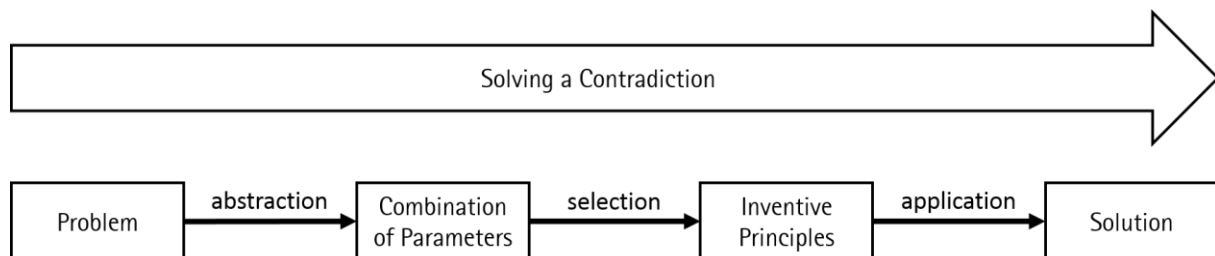 Solving a Contradiction
Problem
abstraction
Combination
of Parameters
selection
Inventive
Principles
application
Solution